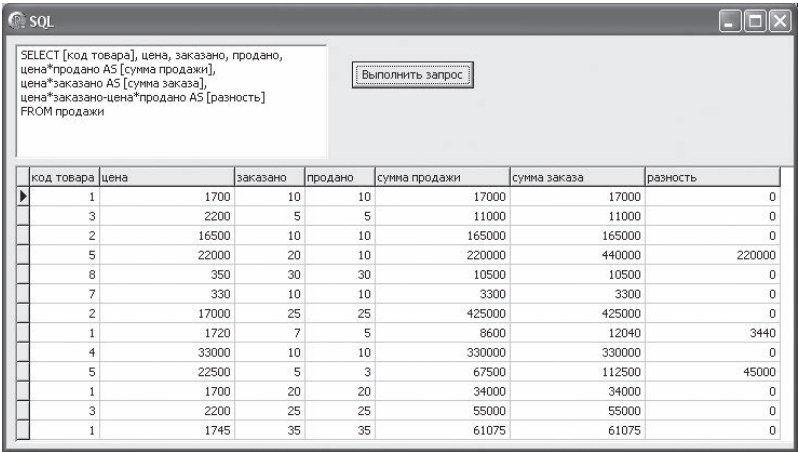 SQL
SELECT [код товара], цена, заказано, продано,
цена*продано AS [сумма продажи],
цена*заказано AS [сумма заказа],
цена*заказано-цена*продано AS [разность]
FROM продажи
Выполнить запрос
код товара цена заказано продано сумма продажи сумма заказа разность
1 1700 10 10 17000 17000 0
3 2200 5 5 11000 11000 0
2 16500 10 10 165000 165000 0
5 22000 20 10 220000 440000 220000
8 350 30 30 10500 10500 0
7 330 10 10 3300 3300 0
2 17000 25 25 425000 425000 0
1 1720 7 5 8600 12040 3440
4 33000 10 10 330000 330000 0
5 22500 5 3 67500 112500 45000
1 1700 20 20 34000 34000 0
3 2200 25 25 55000 55000 0
1 1745 35 35 61075 61075 0